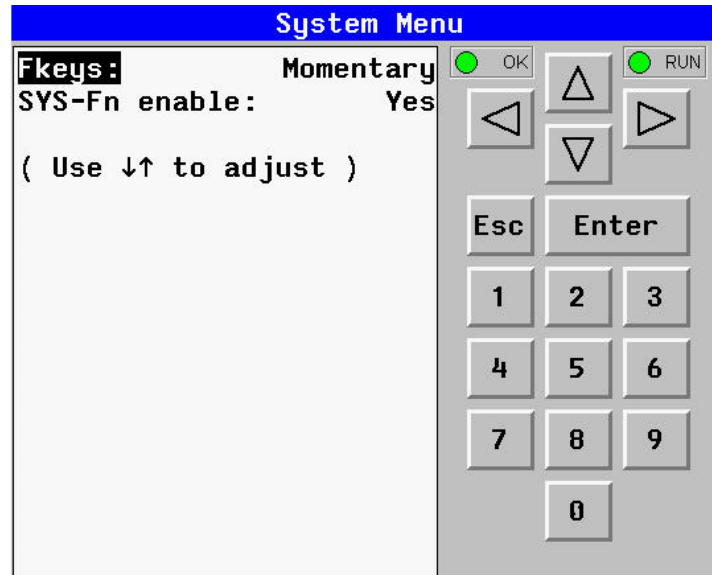 System Menu
Fkeys: Momentary
SYS-Fn enable: Yes
( Use ↓↑ to adjust )
OK
RUN
Esc Enter
1 2 3
4 5 6
7 8 9
0